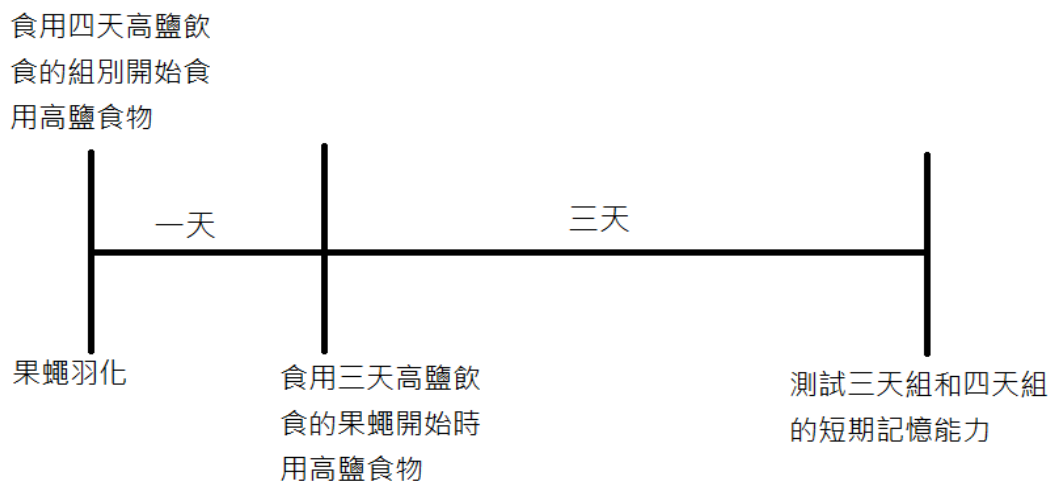 食用四天高鹽飲
食的組別開始食
用高鹽食物
一天
三天
果蠅羽化
食用三天高鹽飲
食的果蠅開始時
用高鹽食物
測試三天組和四天組
的短期記憶能力